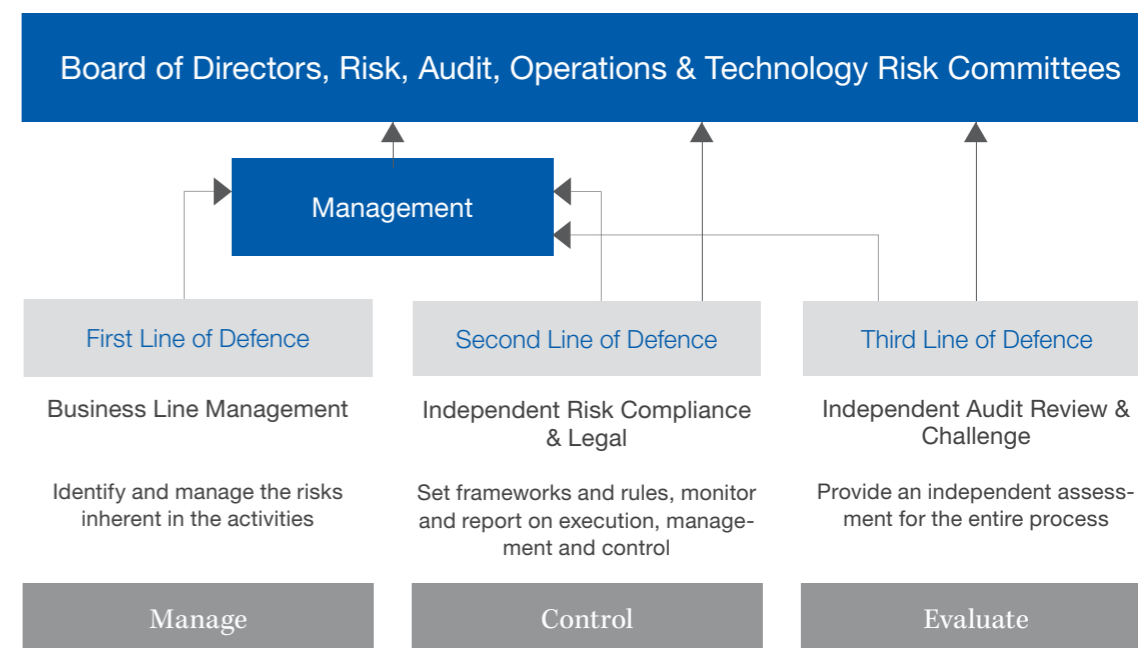 Board of Directors, Risk, Audit, Operations & Technology Risk Committees
Management
First Line of Defence
Second Line of Defence
Third Line of Defence
Business Line Management
Independent Risk Compliance
& Legal
Independent Audit Review &
Challenge
Identify and manage the risks
inherent in the activities
Set frameworks and rules, monitor
and report on execution, manage-
ment and control
Provide an independent assess-
ment for the entire process
Manage
Control
Evaluate